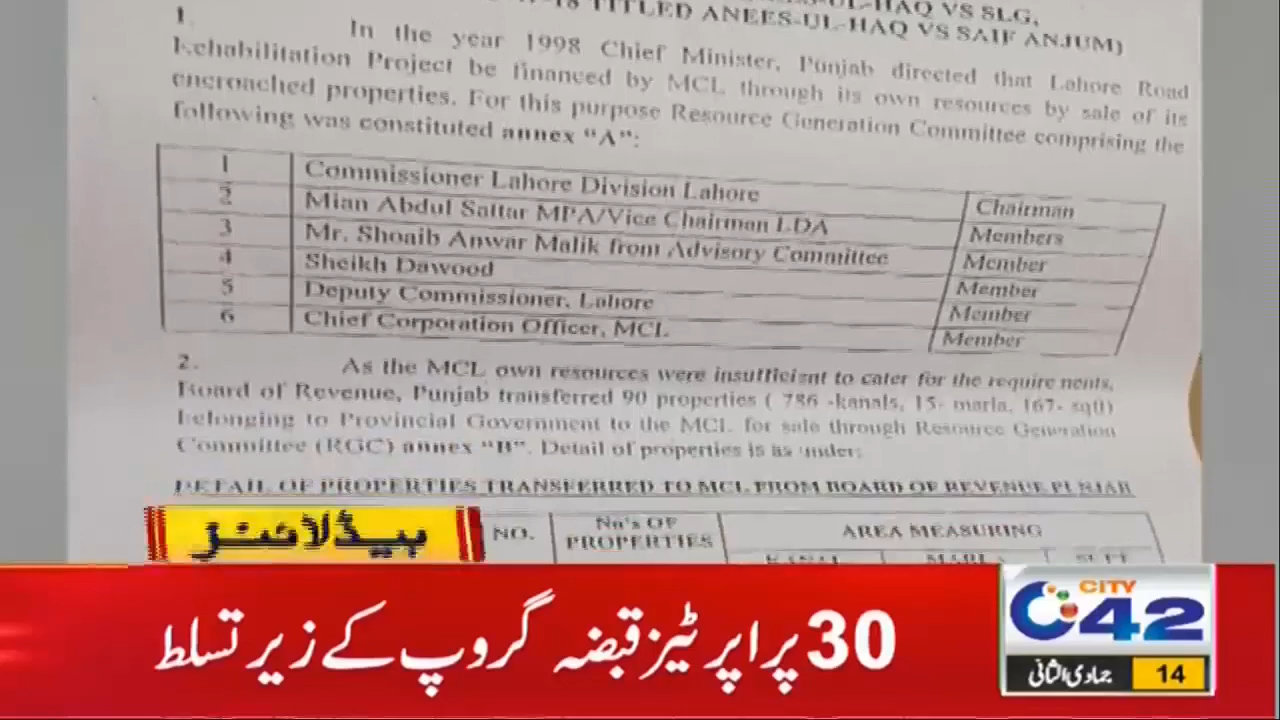 UL-HAQ VS SLG,
TITLED ANEES-UL-HAQ VS SAIF ANJUM)
1. In the year 1998 Chief Minister, Punjab directed that Lahore Road
Rehabilitation Project be financed by MCL through its own resources by sale of its
encroached properties. For this purpose Resource Generation Committee comprising the
following was constituted annex "A":
1 Commissioner Lahore Division Lahore Chairman
2 Mian Abdul Sattar MPA/Vice Chairman LDA Members
3 Mr. Shoaib Anwar Malik from Advisory Committee Member
4 Sheikh Dawood Member
5 Deputy Commissioner, Lahore Member
6 Chief Corporation Officer, MCL Member
2. As the MCL own resources were insufficient to cater for the requirements,
Board of Revenue, Punjab transferred 90 properties ( 786 -kanals, 15- marla, 167- sqft)
belonging to Provincial Government to the MCL for sale through Resource Generation
Committee (RGC) annex "B". Detail of properties is as under:
DETAIL OF PROPERTIES TRANSFERRED TO MCL FROM BOARD OF REVENUE PUNJAB
NO. No's OF PROPERTIES AREA MEASURING
KANAL MARLA SQFT
ہیڈلائنز
30 پراپرٹیز قبضہ گروپ کے زیر تسلط
CITY
42
جمادی الثانی 14